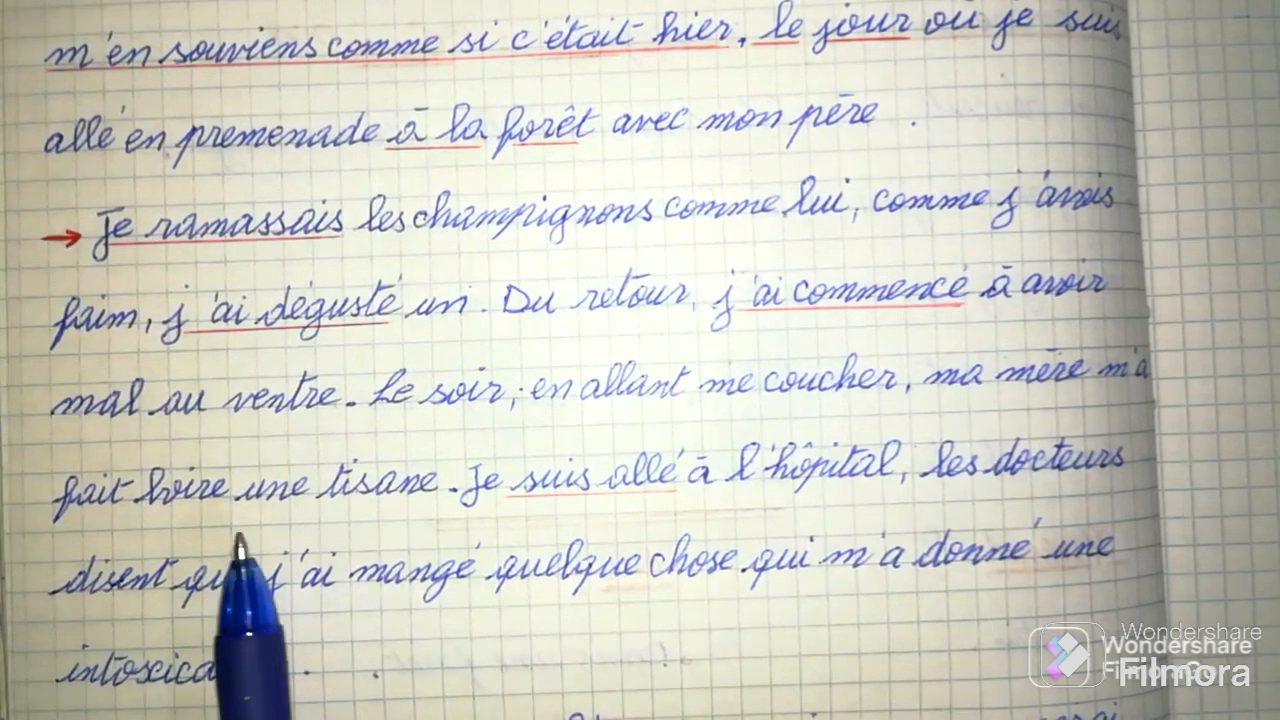 m'en souviens comme si c'était hier, le jour où je suis
allé en premenade à la forêt avec mon père .
→ Je ramassais les champignons comme lui, comme j'avais
faim, j'ai dégusté un. Du retour, j'ai commencé à avoir
mal au ventre. Le soir, en allant me coucher, ma mère m'a
fait boire une tisane. Je suis allé à l'hôpital, les docteurs
disent j'ai mangé quelque chose qui m'a donné une
Wondershare
Wondershare
Filmora